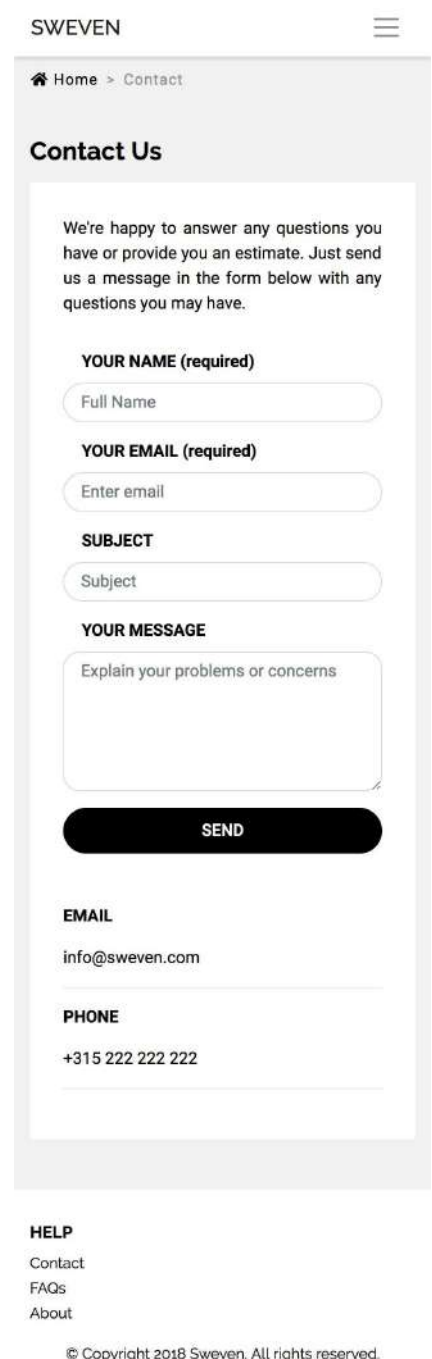 SWEVEN
Home > Contact
Contact Us
We're happy to answer any questions you
have or provide you an estimate. Just send
us a message in the form below with any
questions you may have.
YOUR NAME (required)
Full Name
YOUR EMAIL (required)
Enter email
SUBJECT
Subject
YOUR MESSAGE
Explain your problems or concerns
SEND
EMAIL
info@sweven.com
PHONE
+315 222 222 222
HELP
Contact
FAQs
About
© Copyright 2018 Sweven. All rights reserved.